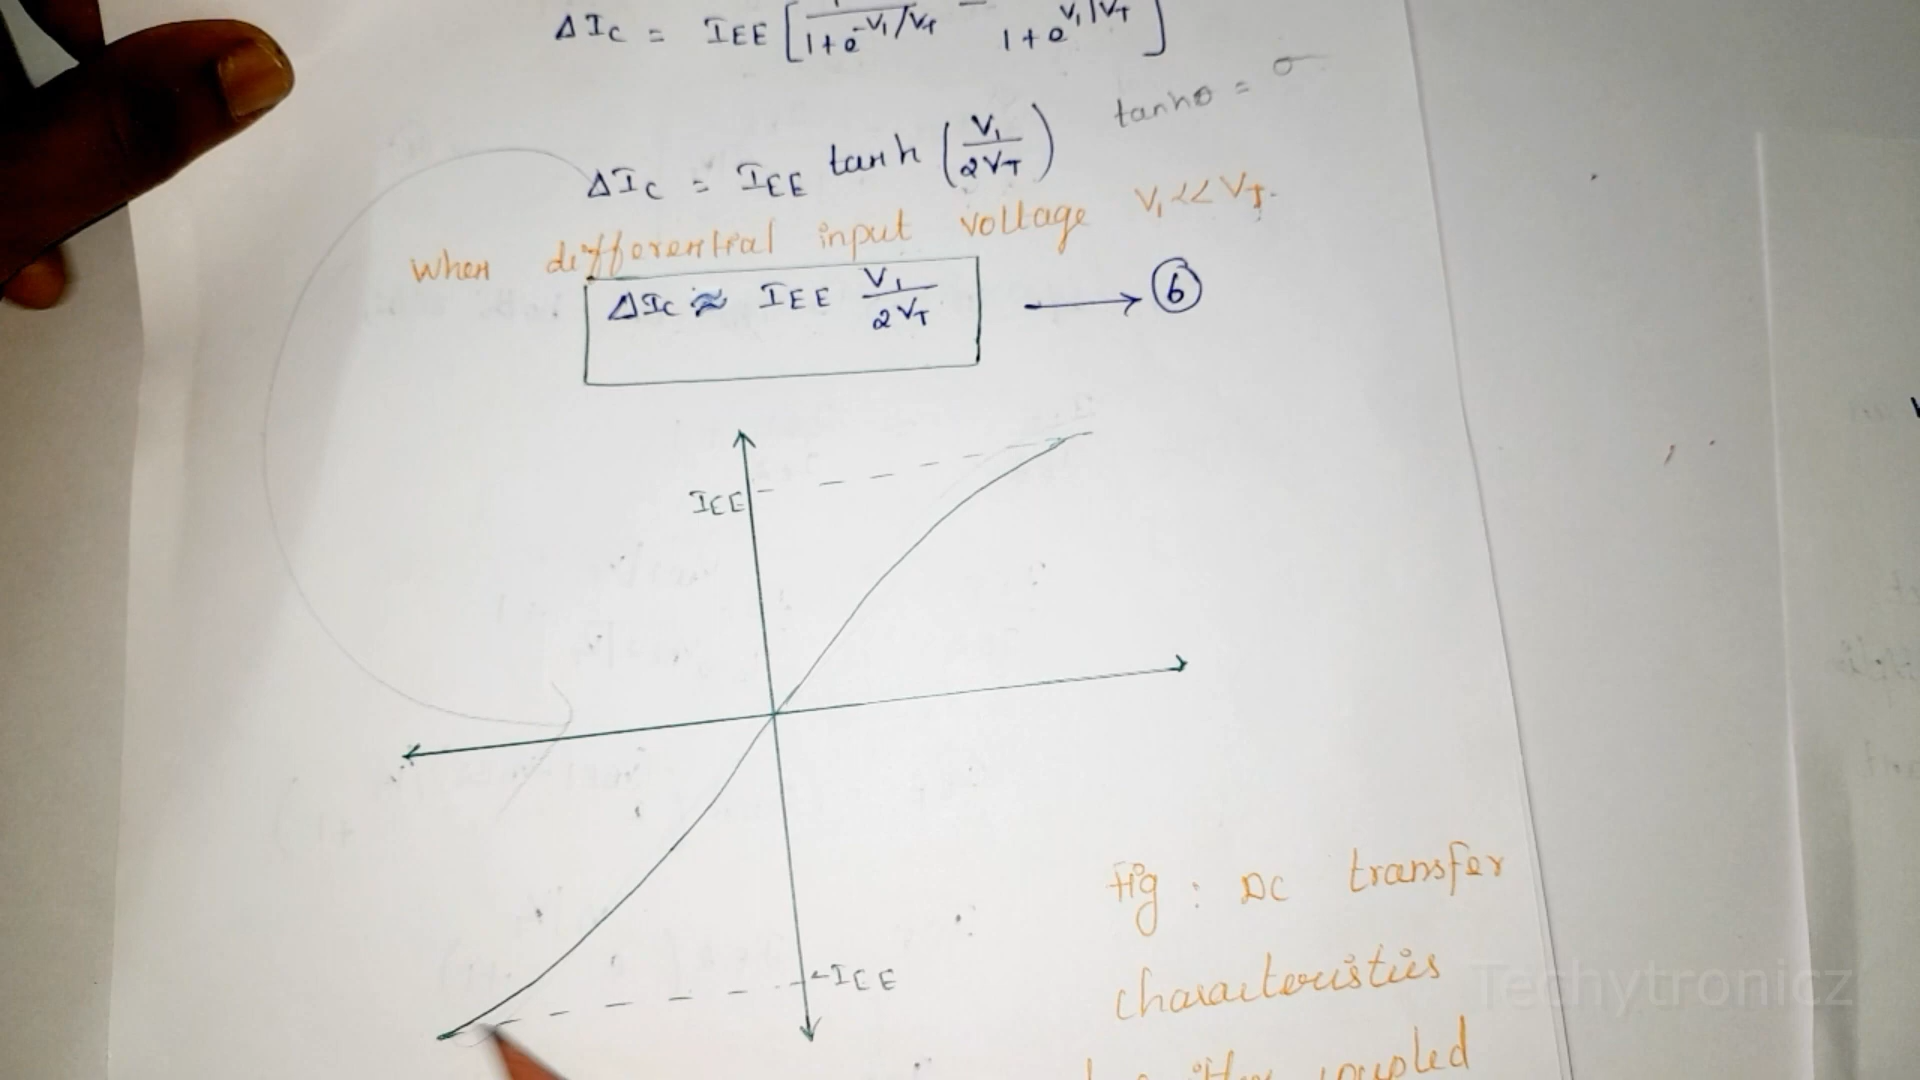 ΔIC = IEE [ 1/(1+e^-V1/VT) - 1/(1+e^V1/VT) ]
tanhθ = σ
ΔIC = IEE tanh (V1/2VT)
When differential input voltage V1 << VT.
ΔIC ≈ IEE V1/2VT → 6
IEE
-IEE
Fig : DC transfer
characteristics
coupled
Techytronicz